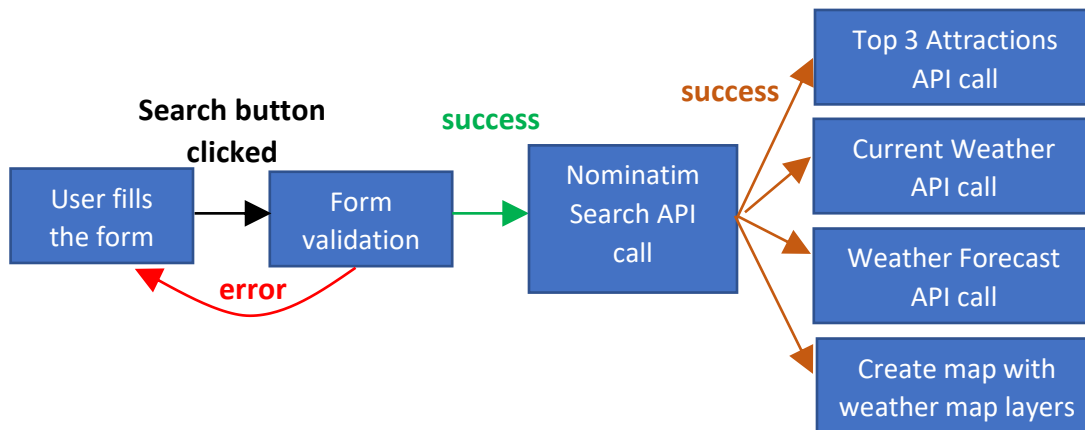 User fills
the form
Search button
clicked
error
Form
validation
success
Nominatim
Search API
call
success
Top 3 Attractions
API call
Current Weather
API call
Weather Forecast
API call
Create map with
weather map layers